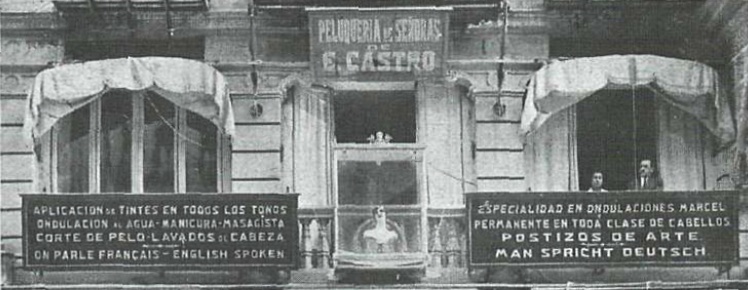 PELUQUERIA DE SEÑORAS
DE
E. CASTRO
APLICACION DE TINTES EN TODOS LOS TONOS
ONDULACION AL AGUA-MANICURA-MASAGISTA
CORTE DE PELO-LAVADOS DE CABEZA
ON PARLE FRANÇAIS - ENGLISH SPOKEN
ESPECIALIDAD EN ONDULACIONES MARCEL
PERMANENTE EN TODA CLASE DE CABELLOS
POSTIZOS DE ARTE
MAN SPRICHT DEUTSCH